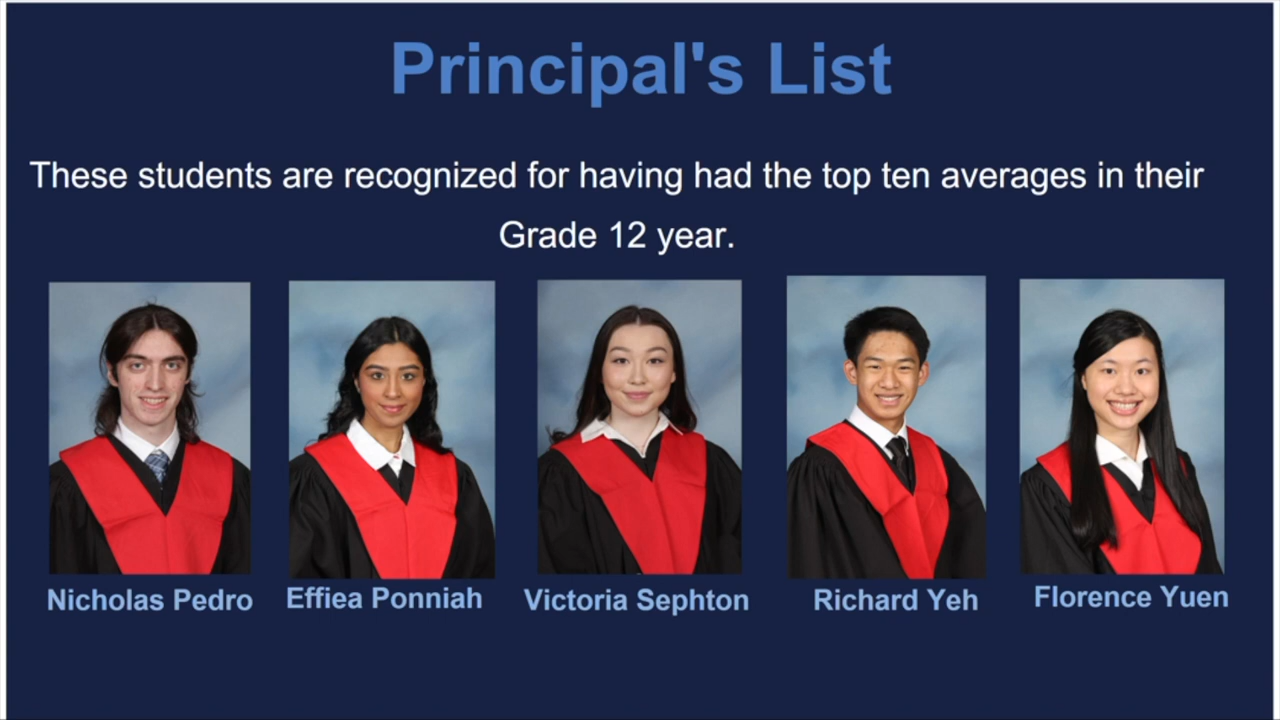 Principal's List
These students are recognized for having had the top ten averages in their
Grade 12 year.
Nicholas Pedro
Effiea Ponniah
Victoria Sephton
Richard Yeh
Florence Yuen